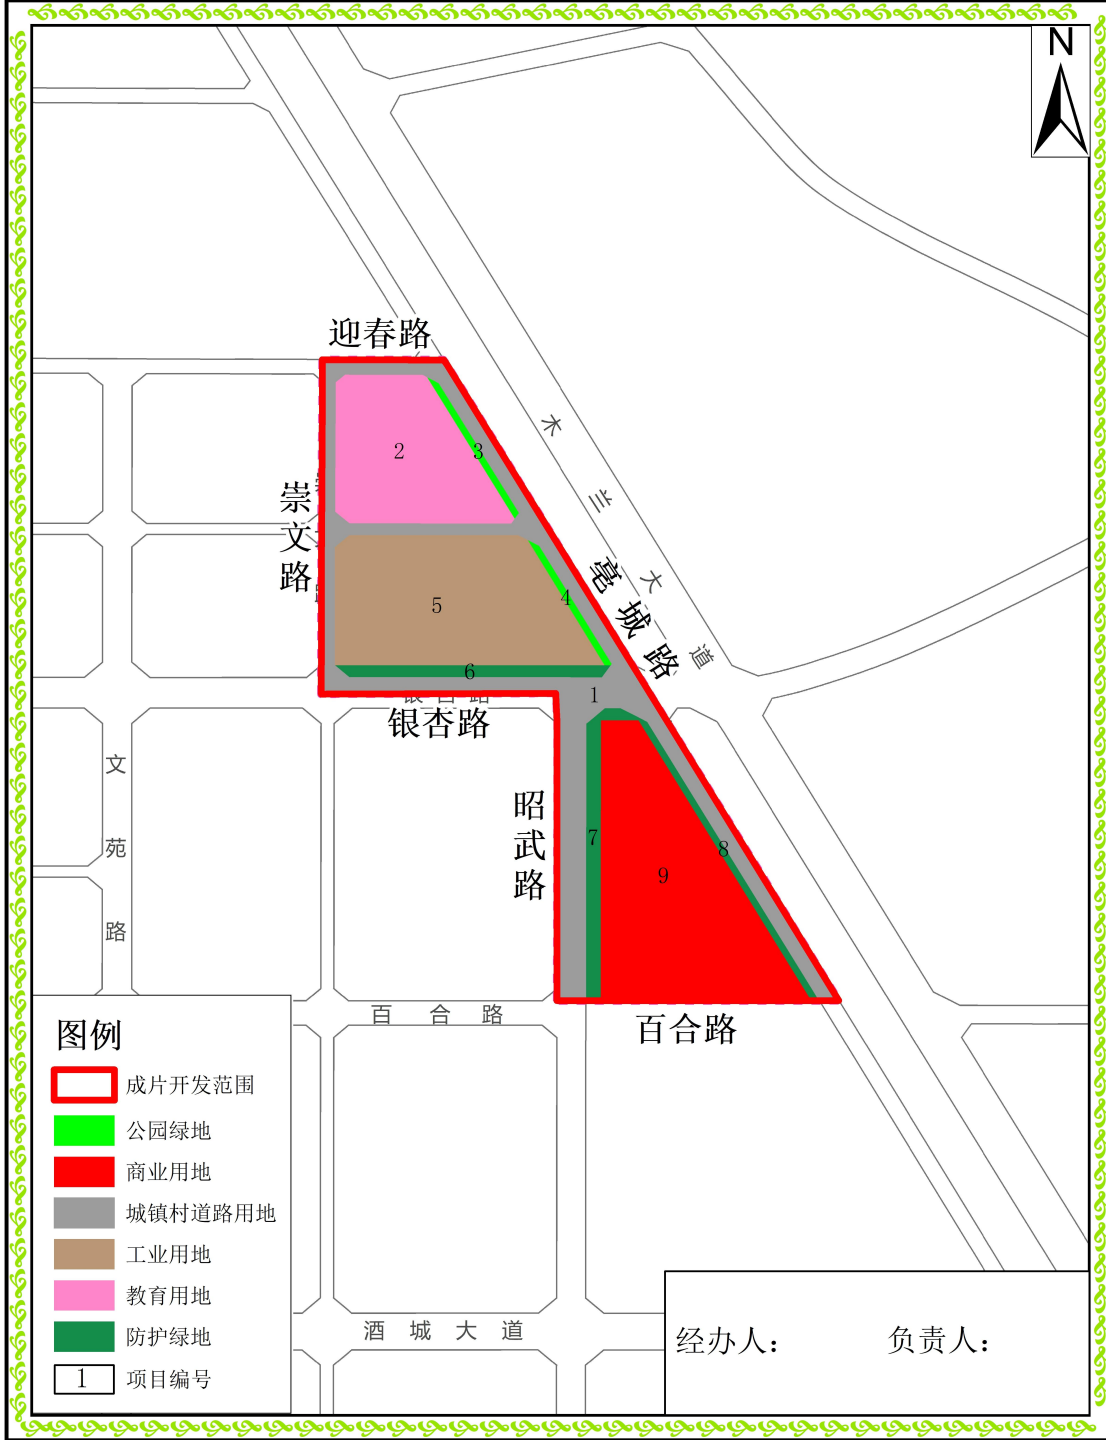 N
迎春路
木兰大道
2
3
崇文路
亳城路
5
4
6
1
银杏路
银杏路
文苑路
昭武路
7
8
9
百合路
百合路
图例
成片开发范围
公园绿地
商业用地
城镇村道路用地
工业用地
教育用地
防护绿地
1 项目编号
酒城大道
经办人： 负责人：